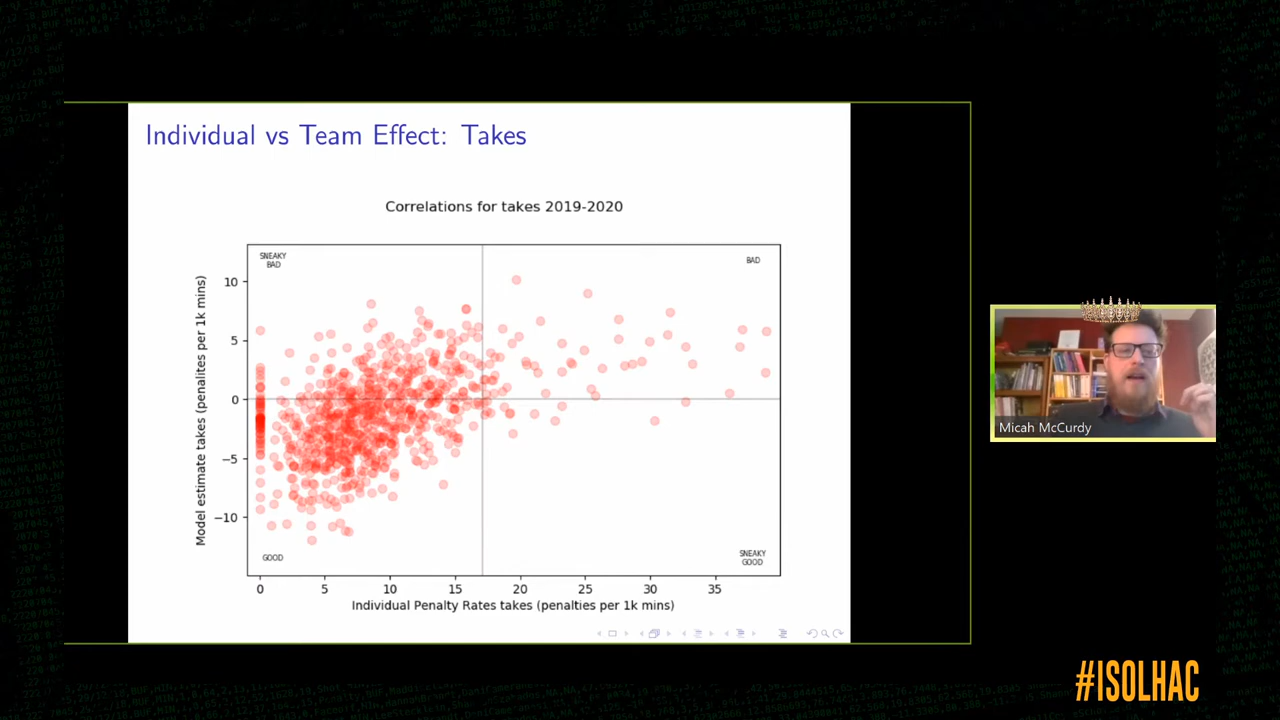 Individual vs Team Effect: Takes
Correlations for takes 2019-2020
SNEAKY
BAD
BAD
10
5
0
−5
−10
Model estimate takes (penalites per 1k mins)
GOOD
SNEAKY
GOOD
0 5 10 15 20 25 30 35
Individual Penalty Rates takes (penalties per 1k mins)
Micah McCurdy
#ISOLHAC